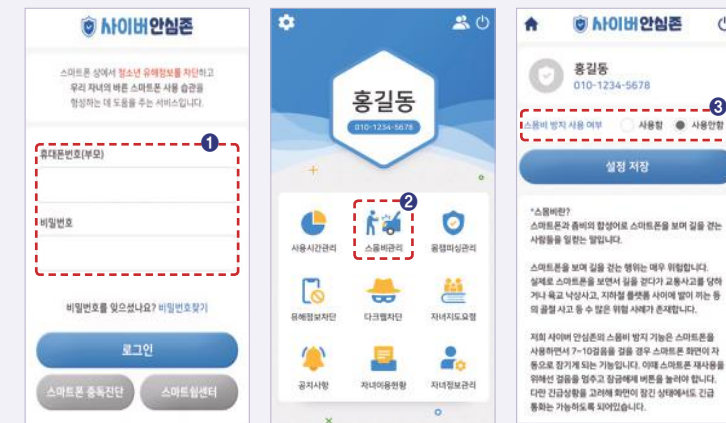 사이버안심존
스마트폰 상에서 청소년 유해정보를 차단하고
우리 자녀의 바른 스마트폰 사용 습관을
형성하는 데 도움을 주는 서비스입니다.
1
휴대폰번호(부모)
비밀번호
비밀번호를 잊으셨나요? 비밀번호찾기
로그인
스마트폰 중독진단
스마트쉼센터
홍길동
010-1234-5678
2
사용시간관리
스몸비관리
몸캠피싱관리
유해정보차단
다크웹차단
자녀지도요령
공지사항
자녀이용현황
자녀정보관리
사이버안심존
홍길동
010-1234-5678
3
스몸비 방지 사용 여부
사용함
사용안함
설정 저장
*스몸비란?
스마트폰과 좀비의 합성어로 스마트폰을 보며 길을 걷는
사람들을 일컫는 말입니다.
스마트폰을 보며 길을 걷는 행위는 매우 위험합니다.
실제로 스마트폰을 보면서 길을 걷다가 교통사고를 당하
거나 육교 낙상사고, 지하철 플랫폼 사이에 발이 끼는 등
의 골절 사고 등 수 많은 위험 사례가 존재합니다.
저희 사이버 안심존의 스몸비 방지 기능은 스마트폰을
사용하면서 7~10걸음을 걸을 경우 스마트폰 화면이 자
동으로 잠기게 되는 기능입니다. 이때 스마트폰 재사용을
위해선 걸음을 멈추고 잠금해제 버튼을 눌러야 합니다.
다만 긴급상황을 고려해 화면이 잠긴 상태에서도 긴급
통화는 가능하도록 되어있습니다.